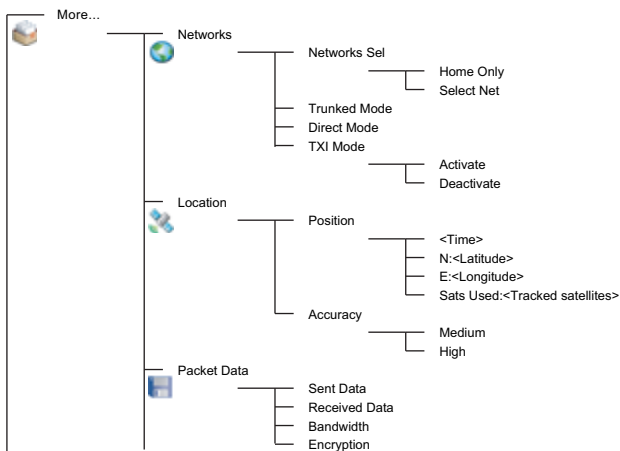 More...
Networks
Networks Sel
Home Only
Select Net
Trunked Mode
Direct Mode
TXI Mode
Activate
Deactivate
Location
Position
<Time>
N:<Latitude>
E:<Longitude>
Sats Used:<Tracked satellites>
Accuracy
Medium
High
Packet Data
Sent Data
Received Data
Bandwidth
Encryption